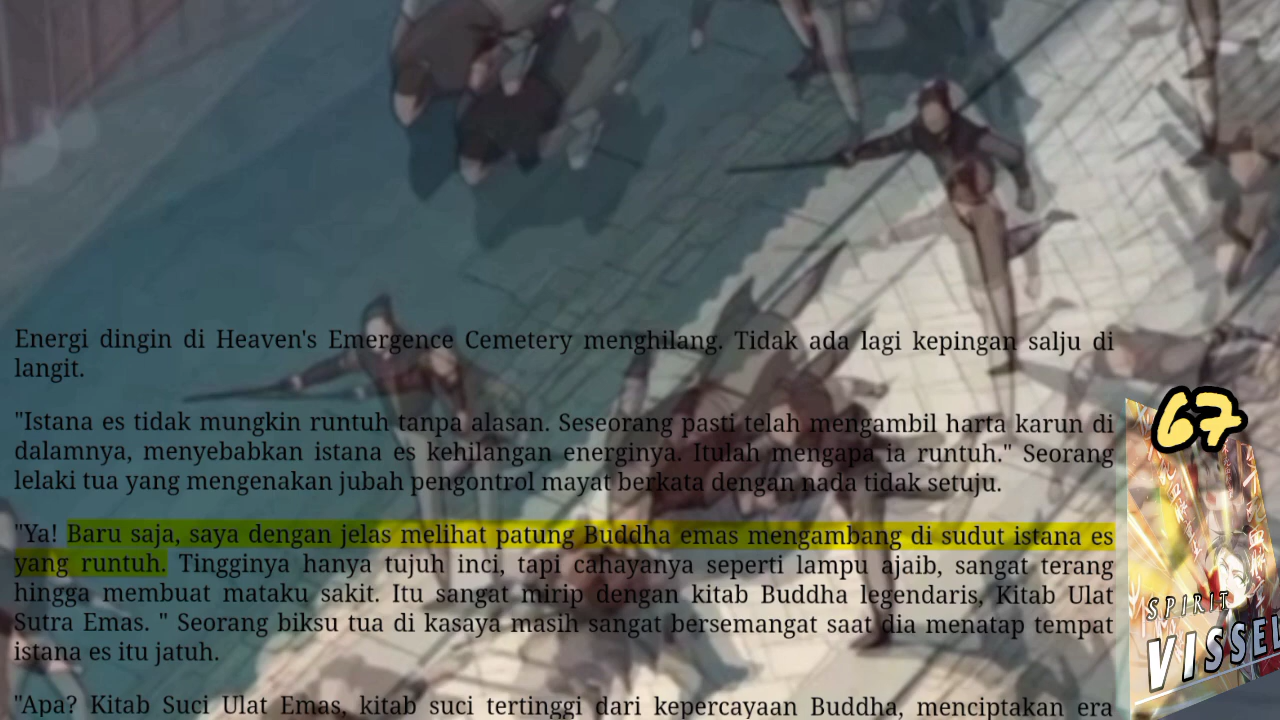 Energi dingin di Heaven's Emergence Cemetery menghilang. Tidak ada lagi kepingan salju di
langit.
"Istana es tidak mungkin runtuh tanpa alasan. Seseorang pasti telah mengambil harta karun di
dalamnya, menyebabkan istana es kehilangan energinya. Itulah mengapa ia runtuh." Seorang
lelaki tua yang mengenakan jubah pengontrol mayat berkata dengan nada tidak setuju.
"Ya! Baru saja, saya dengan jelas melihat patung Buddha emas mengambang di sudut istana es
yang runtuh. Tingginya hanya tujuh inci, tapi cahayanya seperti lampu ajaib, sangat terang
hingga membuat mataku sakit. Itu sangat mirip dengan kitab Buddha legendaris, Kitab Ulat
Sutra Emas. " Seorang biksu tua di kasaya masih sangat bersemangat saat dia menatap tempat
istana es itu jatuh.
"Apa? Kitab Suci Ulat Emas, kitab suci tertinggi dari kepercayaan Buddha, menciptakan era
67
SPIRIT
VISSEL